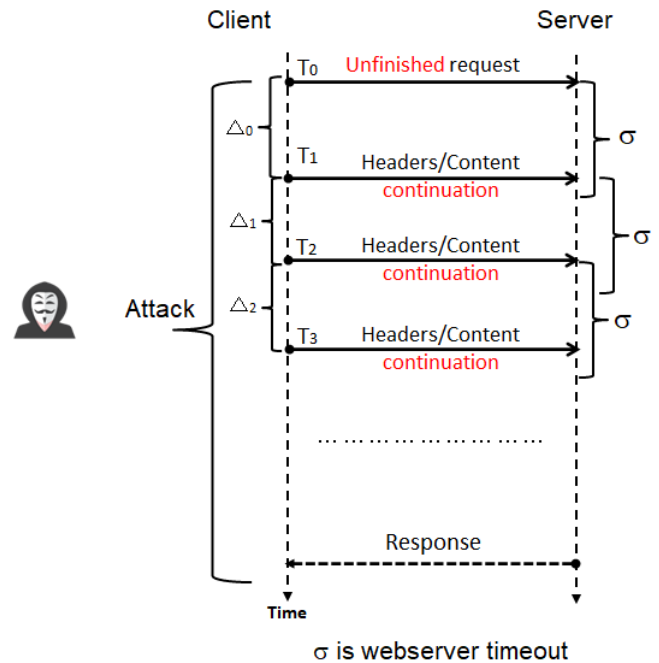 Client Server
T0 Unfinished request
△0 σ
T1 Headers/Content
continuation
△1 σ
T2 Headers/Content
continuation
Attack △2 σ
T3 Headers/Content
continuation
… … … … … … … … …
Response
Time
σ is webserver timeout